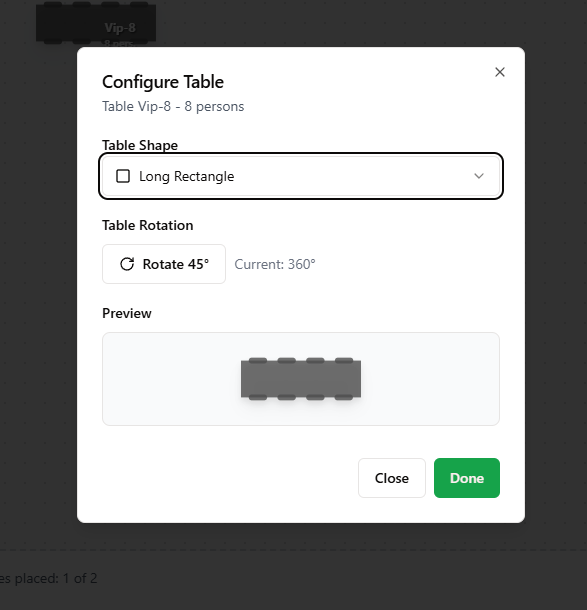 Vip-8
8 pers
Configure Table
Table Vip-8 - 8 persons
Table Shape
Long Rectangle
Table Rotation
Rotate 45°
Current: 360°
Preview
Close
Done
es placed: 1 of 2